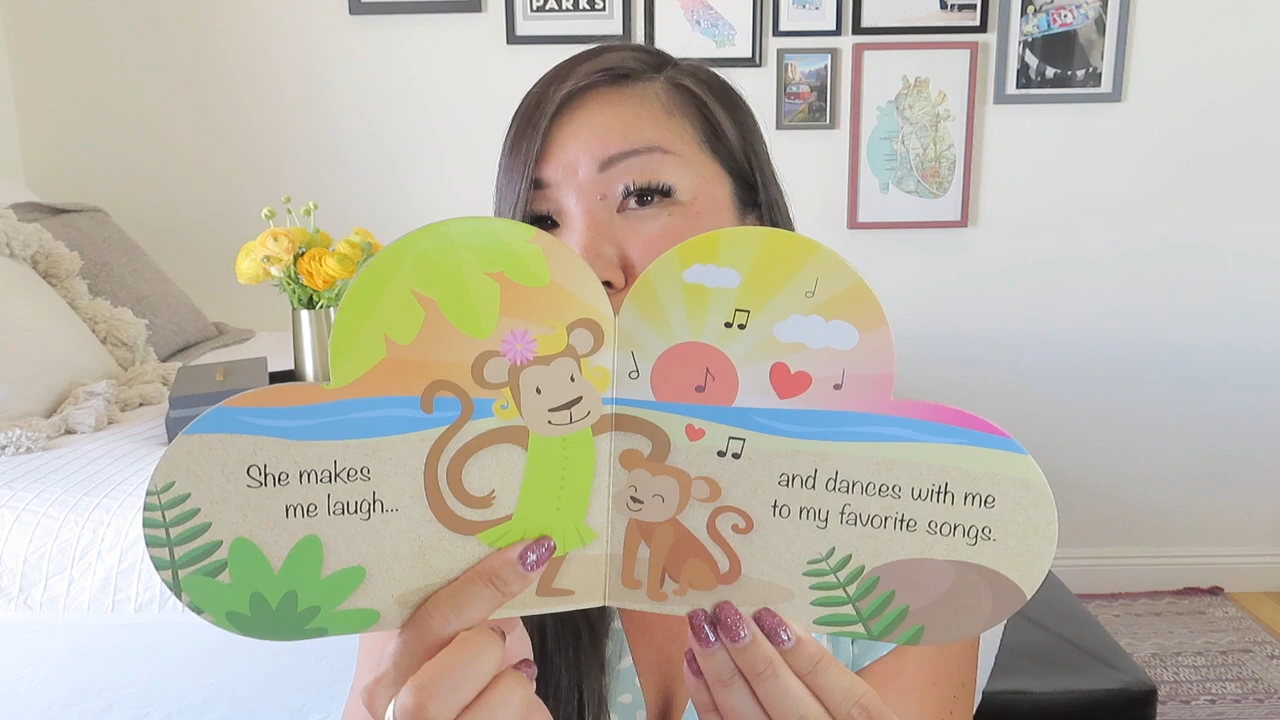 PARKS
She makes
me laugh...
and dances with me
to my favorite songs.